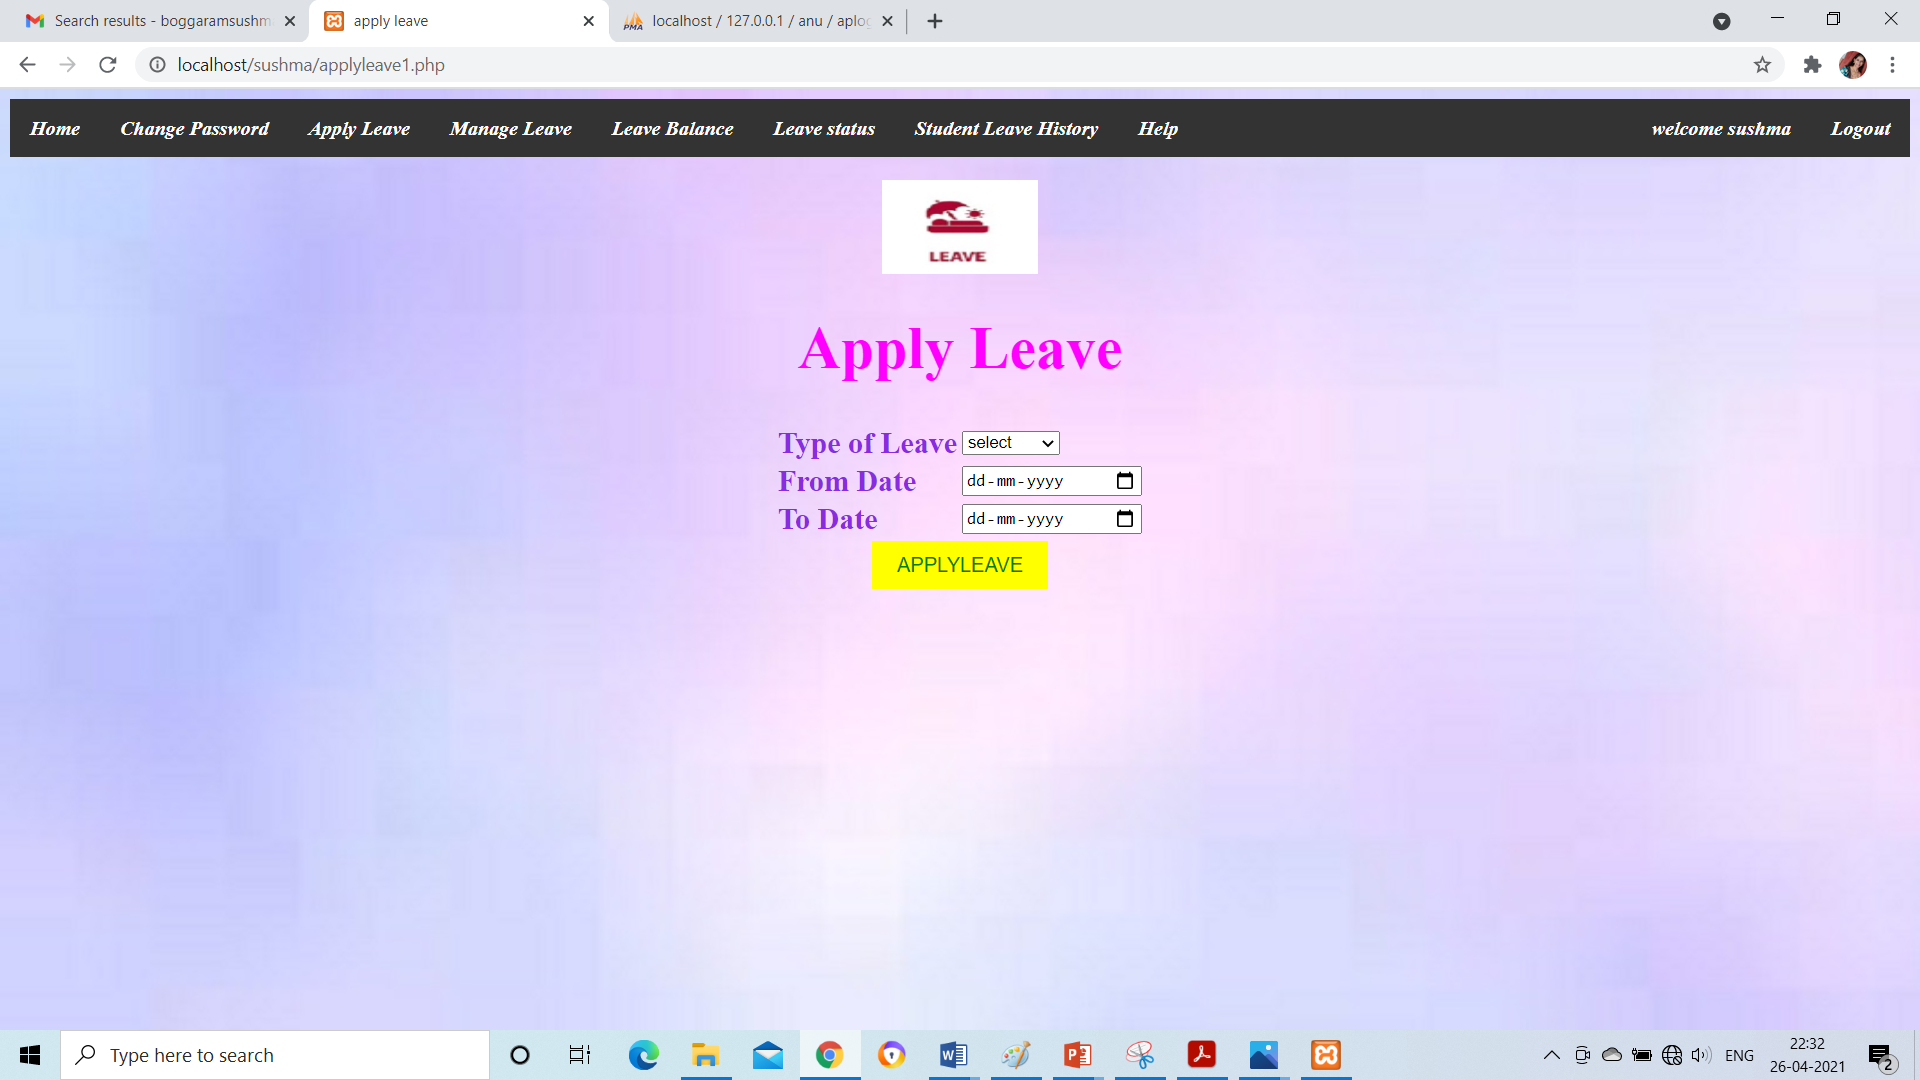 Search results - boggaramsushm
apply leave
localhost / 127.0.0.1 / anu / aplog
localhost/sushma/applyleave1.php
Home Change Password Apply Leave Manage Leave Leave Balance Leave status Student Leave History Help welcome sushma Logout
LEAVE
Apply Leave
Type of Leave select
From Date dd-mm-yyyy
To Date dd-mm-yyyy
APPLYLEAVE
Type here to search
ENG
22:32
26-04-2021
2